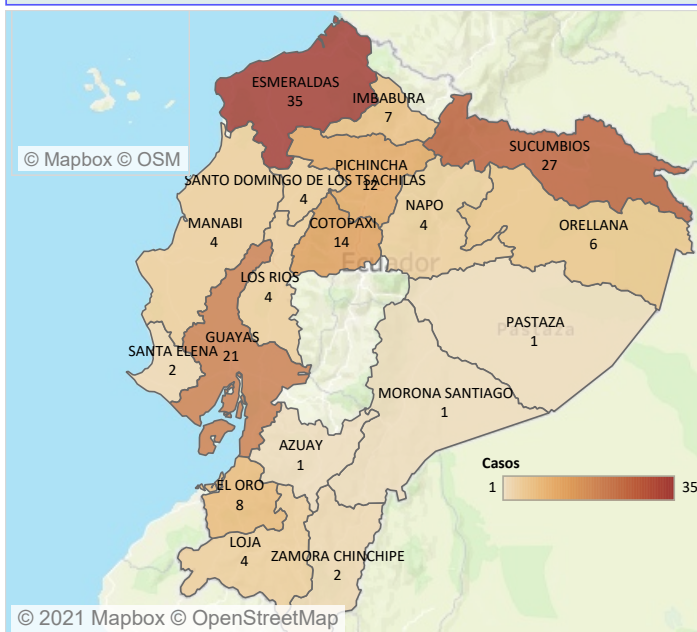 ESMERALDAS
35
IMBABURA
7
SUCUMBIOS
27
© Mapbox © OSM
PICHINCHA
12
SANTO DOMINGO DE LOS TSACHILAS
4
NAPO
4
MANABI
4
COTOPAXI
14
ORELLANA
6
Ecuador
LOS RIOS
4
PASTAZA
Pastaza
1
GUAYAS
21
SANTA ELENA
2
MORONA SANTIAGO
1
AZUAY
1
Casos
1
35
EL ORO
8
LOJA
4
ZAMORA CHINCHIPE
2
© 2021 Mapbox © OpenStreetMap